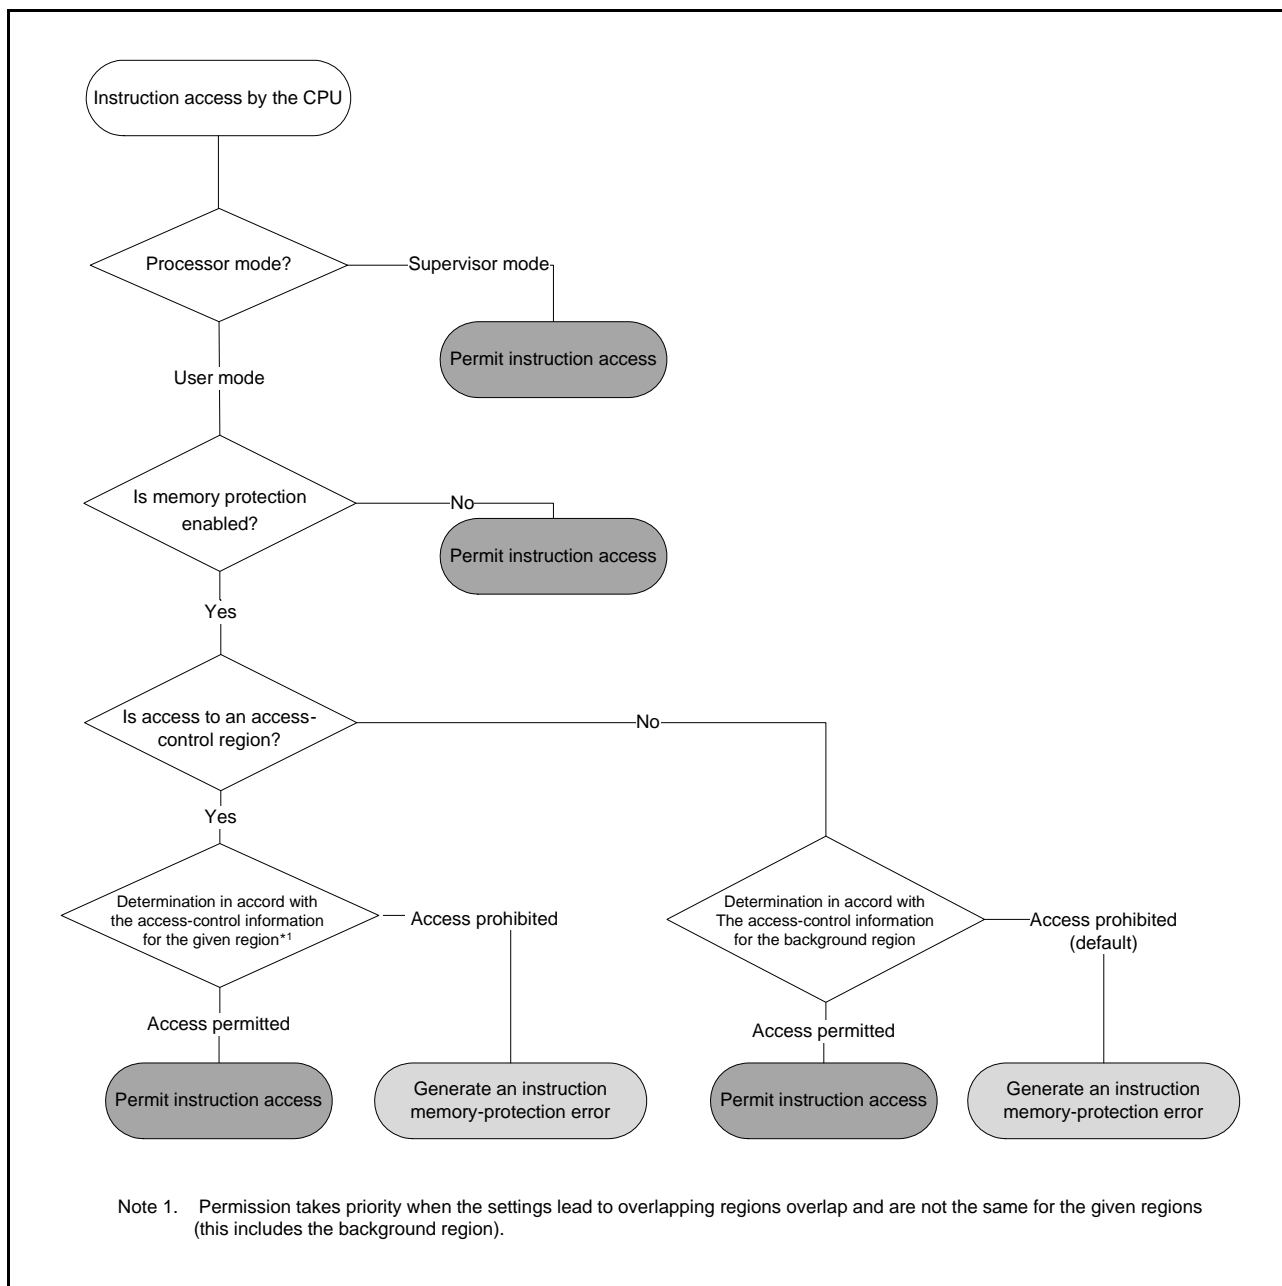 Instruction access by the CPU
Processor mode?
Supervisor mode
Permit instruction access
User mode
Is memory protection
enabled?
No
Permit instruction access
Yes
Is access to an access-
control region?
No
Yes
Determination in accord with
the access-control information
for the given region*1
Access prohibited
Determination in accord with
The access-control information
for the background region
Access prohibited
(default)
Access permitted
Access permitted
Permit instruction access
Generate an instruction
memory-protection error
Permit instruction access
Generate an instruction
memory-protection error
Note 1. Permission takes priority when the settings lead to overlapping regions overlap and are not the same for the given regions
(this includes the background region).